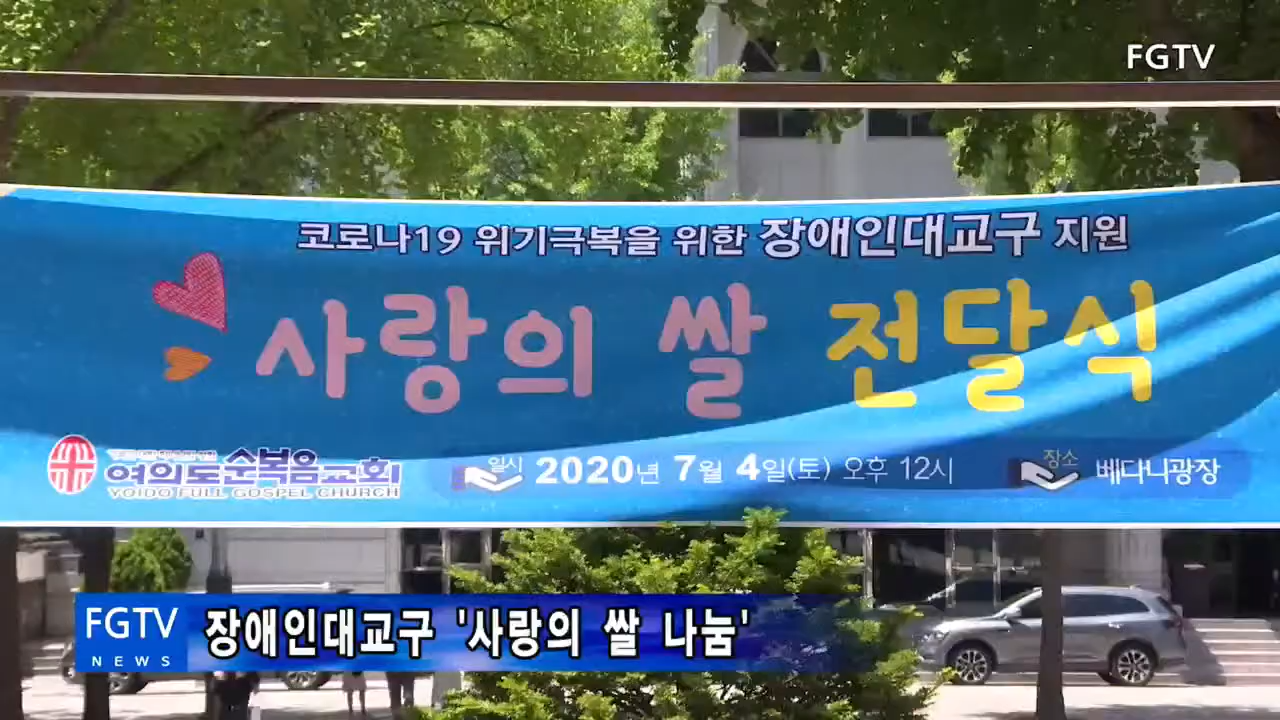 FGTV
코로나19 위기극복을 위한 장애인대교구 지원
사랑의 쌀 전달식
여의도순복음교회
YOIDO FULL GOSPEL CHURCH
일시 2020년 7월 4일(토) 오후 12시
장소 베다니광장
FGTV NEWS
장애인대교구 '사랑의 쌀 나눔'